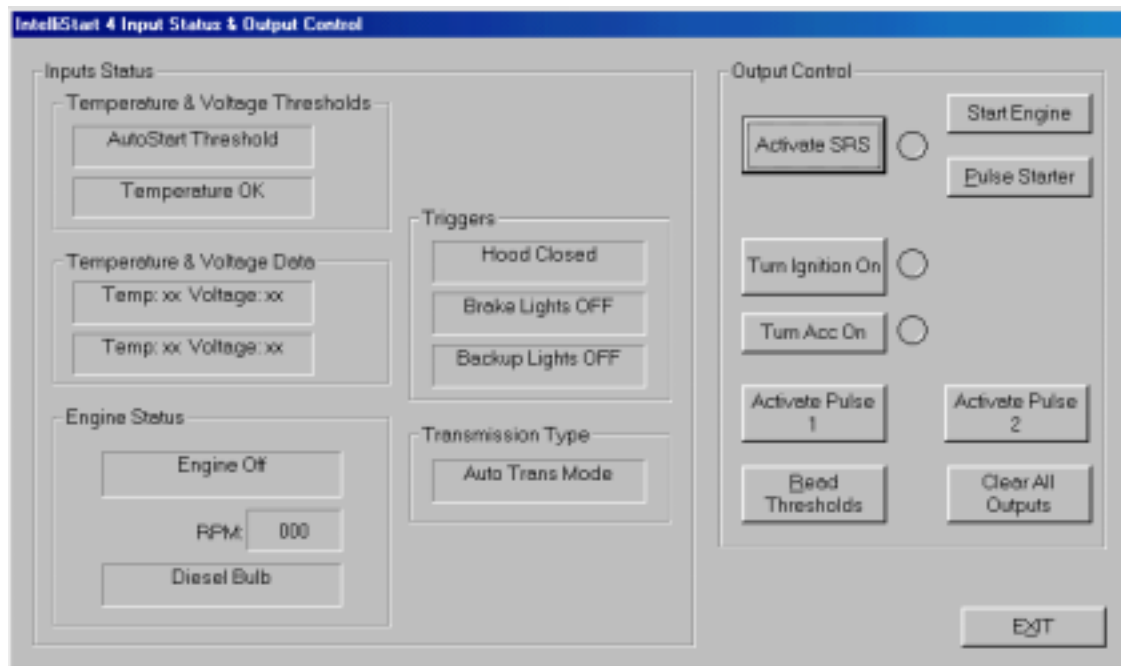 IntelliStart 4 Input Status & Output Control
Inputs Status
Temperature & Voltage Thresholds
AutoStart Threshold
Temperature OK
Temperature & Voltage Data
Temp: xx Voltage: xx
Temp: xx Voltage: xx
Engine Status
Engine Off
RPM: 000
Diesel Bulb
Triggers
Hood Closed
Brake Lights OFF
Backup Lights OFF
Transmission Type
Auto Trans Mode
Output Control
Activate SRS
Start Engine
Pulse Starter
Turn Ignition On
Turn Acc On
Activate Pulse
1
Activate Pulse
2
Read
Thresholds
Clear All
Outputs
EXIT